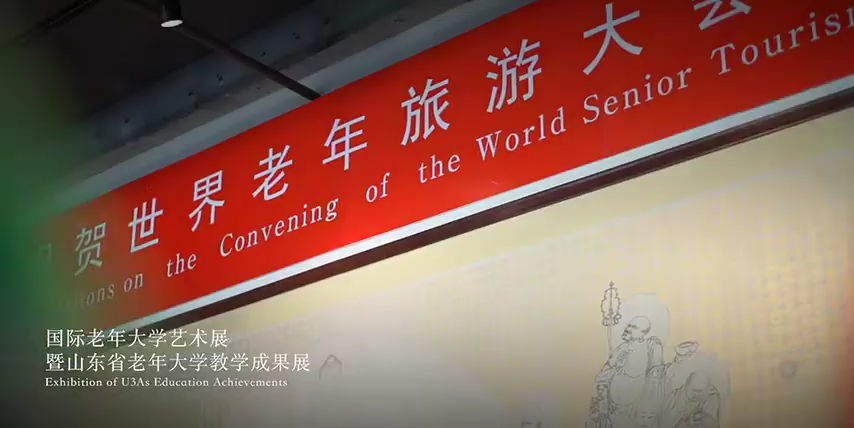 贺世界老年旅游大会
on the Convening of the World Senior Tourism
国际老年大学艺术展
暨山东省老年大学教学成果展
Exhibition of U3As Education Achievements